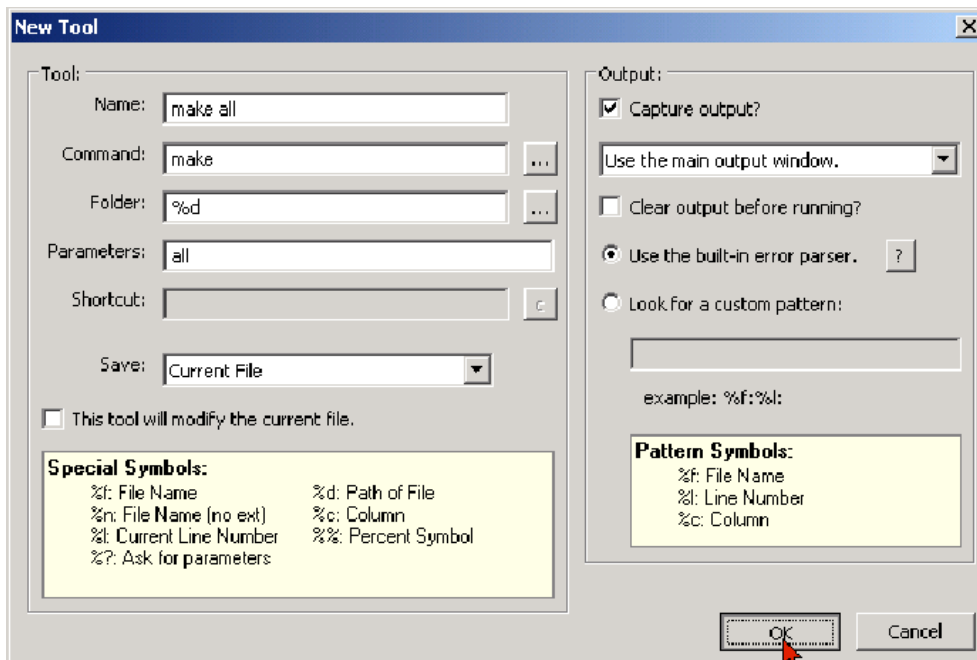 New Tool
Tool:
Name: make all
Command: make ...
Folder: %d ...
Parameters: all
Shortcut: c
Save: Current File
This tool will modify the current file.
Special Symbols:
%f: File Name %d: Path of File
%n: File Name (no ext) %c: Column
%l: Current Line Number %%: Percent Symbol
%?: Ask for parameters
Output:
Capture output?
Use the main output window.
Clear output before running?
Use the built-in error parser. ?
Look for a custom pattern:
example: %f:%l:
Pattern Symbols:
%f: File Name
%l: Line Number
%c: Column
OK Cancel